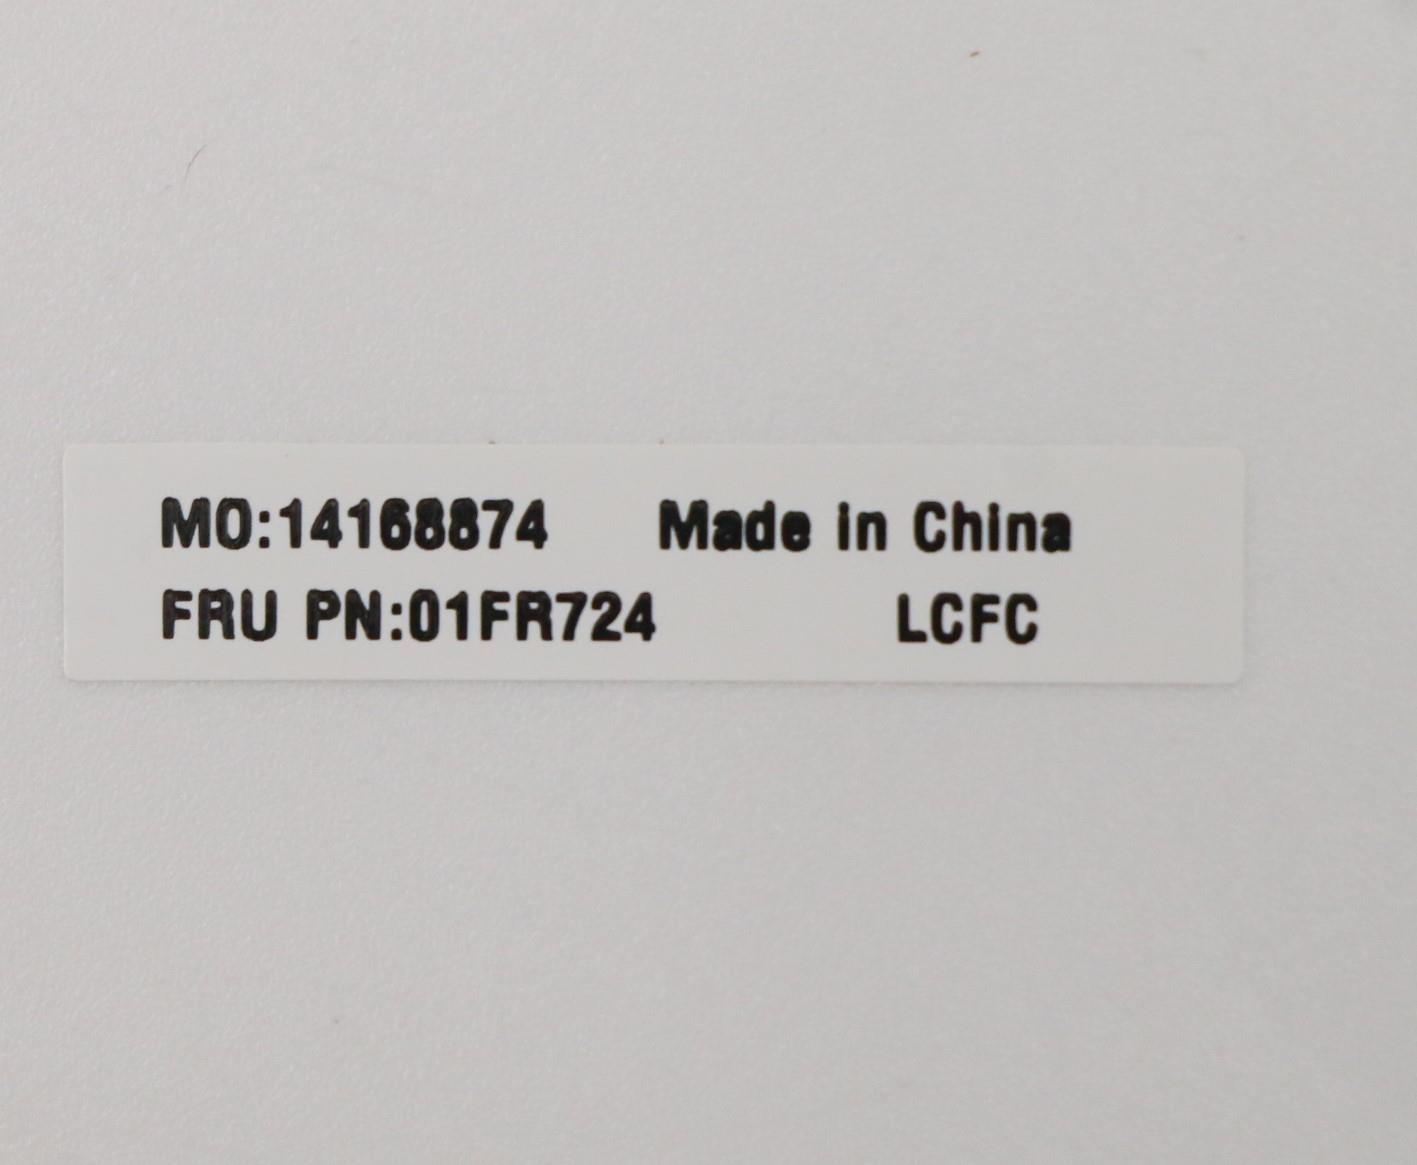 MO:14168874 Made in China
FRU PN:01FR724 LCFC